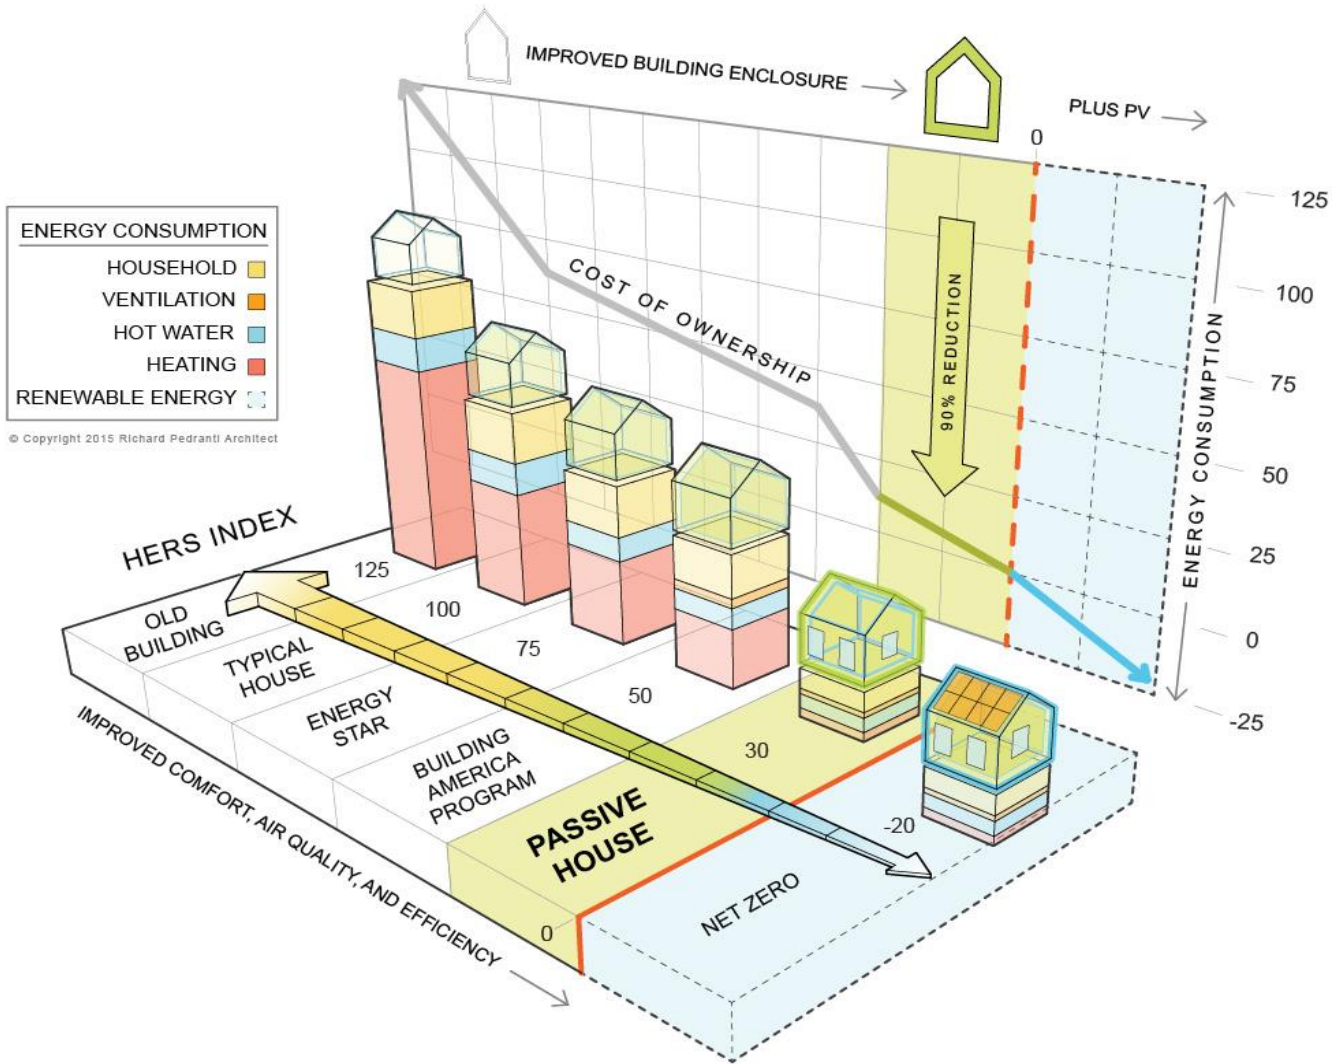 IMPROVED BUILDING ENCLOSURE
PLUS PV
0
125
100
75
50
25
0
-25
ENERGY CONSUMPTION
90% REDUCTION
COST OF OWNERSHIP
ENERGY CONSUMPTION
HOUSEHOLD
VENTILATION
HOT WATER
HEATING
RENEWABLE ENERGY
© Copyright 2015 Richard Pedranti Architect
HERS INDEX
125
100
75
50
30
-20
0
OLD
BUILDING
TYPICAL
HOUSE
ENERGY
STAR
BUILDING
AMERICA
PROGRAM
PASSIVE
HOUSE
NET ZERO
IMPROVED COMFORT, AIR QUALITY, AND EFFICIENCY